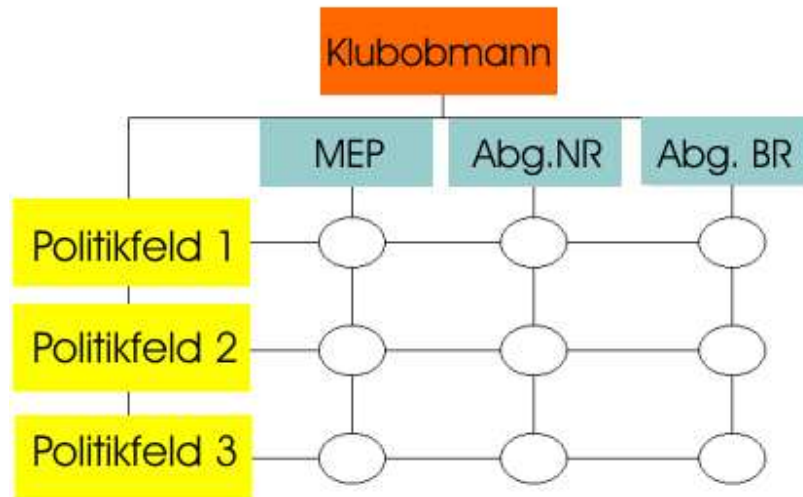 Klubobmann
MEP
Abg.NR
Abg. BR
Politikfeld 1
Politikfeld 2
Politikfeld 3